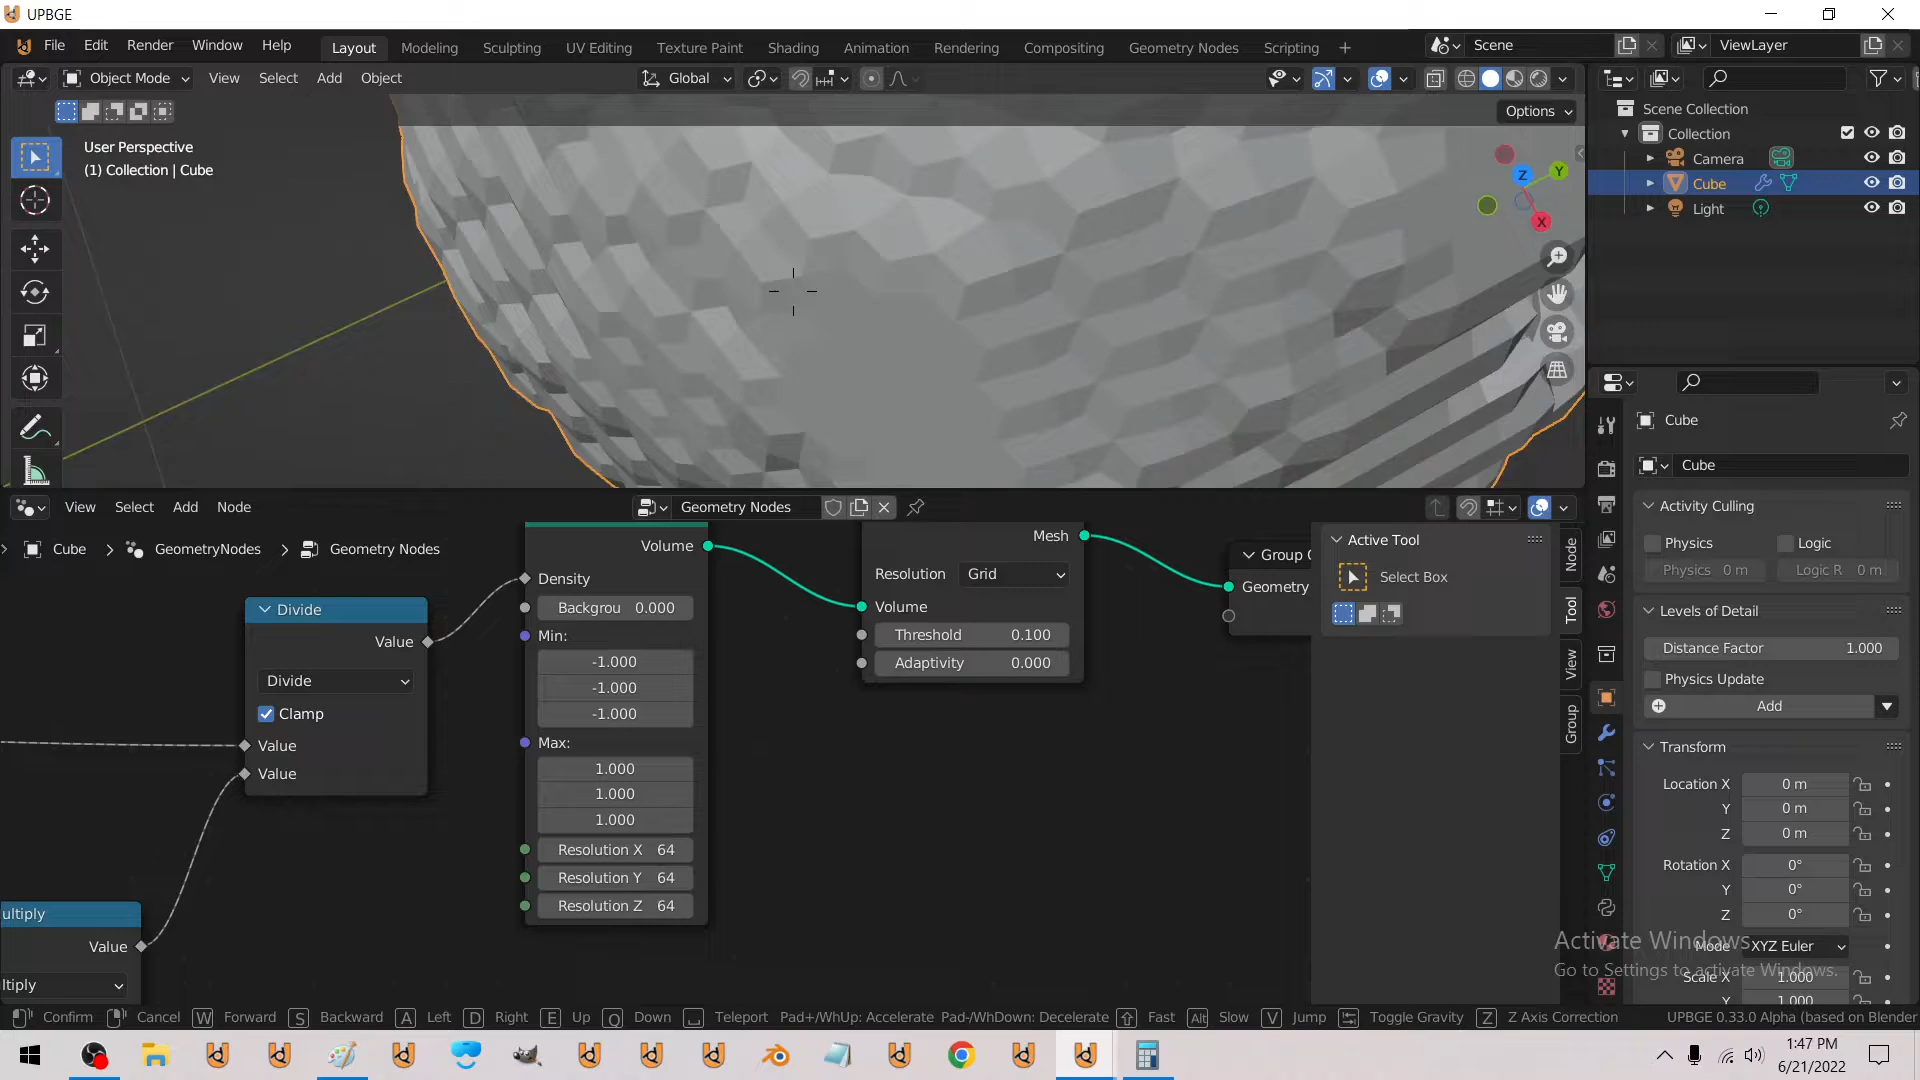 UPBGE
File Edit Render Window Help
Layout Modeling Sculpting UV Editing Texture Paint Shading Animation Rendering Compositing Geometry Nodes Scripting +
Scene
ViewLayer
Object Mode View Select Add Object
Global
Options
User Perspective
(1) Collection | Cube
Z
Y
X
Scene Collection
Collection
Camera
Cube
Light
View Select Add Node
Geometry Nodes
Cube > GeometryNodes > Geometry Nodes
Divide
Value
Divide
Clamp
Value
Value
ultiply
Value
ltiply
Volume
Density
Backgrou 0.000
Min:
-1.000
-1.000
-1.000
Max:
1.000
1.000
1.000
Resolution X 64
Resolution Y 64
Resolution Z 64
Mesh
Resolution Grid
Volume
Threshold 0.100
Adaptivity 0.000
Group
Geometry
Active Tool
Select Box
Node
Tool
View
Group
Cube
Cube
Activity Culling
Physics Logic
Physics 0 m Logic R 0 m
Levels of Detail
Distance Factor 1.000
Physics Update
Add
Transform
Location X 0 m
Y 0 m
Z 0 m
Rotation X 0°
Y 0°
Z 0°
Mode XYZ Euler
Scale X 1.000
Y 1.000
Activate Windows
Go to Settings to activate Windows.
Confirm Cancel W Forward S Backward A Left D Right E Up Q Down Teleport Pad+/WhUp: Accelerate Pad-/WhDown: Decelerate Fast Alt Slow V Jump Toggle Gravity Z Z Axis Correction
UPBGE 0.33.0 Alpha (based on Blender
1:47 PM
6/21/2022